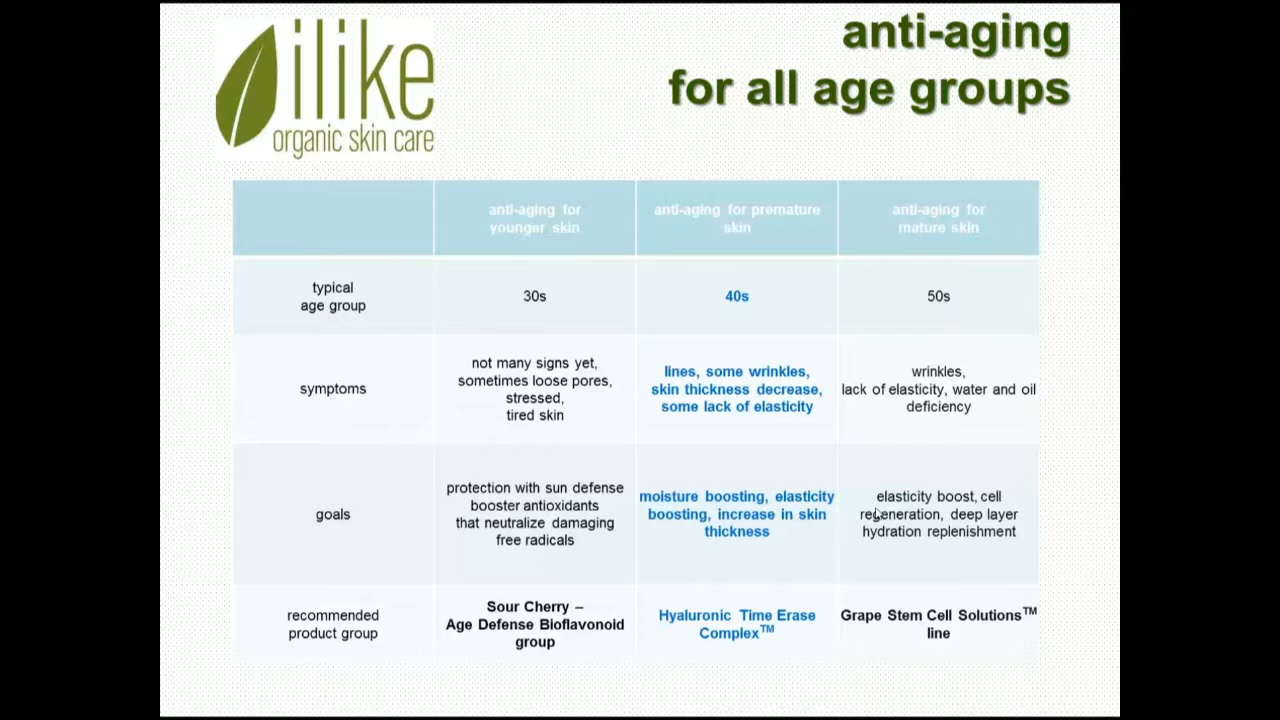 ilike
organic skin care
anti-aging
for all age groups
anti-aging for
younger skin
anti-aging for premature
skin
anti-aging for
mature skin
typical
age group
30s
40s
50s
symptoms
not many signs yet,
sometimes loose pores,
stressed,
tired skin
lines, some wrinkles,
skin thickness decrease,
some lack of elasticity
wrinkles,
lack of elasticity, water and oil
deficiency
goals
protection with sun defense
booster antioxidants
that neutralize damaging
free radicals
moisture boosting, elasticity
boosting, increase in skin
thickness
elasticity boost, cell
regeneration, deep layer
hydration replenishment
recommended
product group
Sour Cherry –
Age Defense Bioflavonoid
group
Hyaluronic Time Erase
Complex™
Grape Stem Cell Solutions™
line